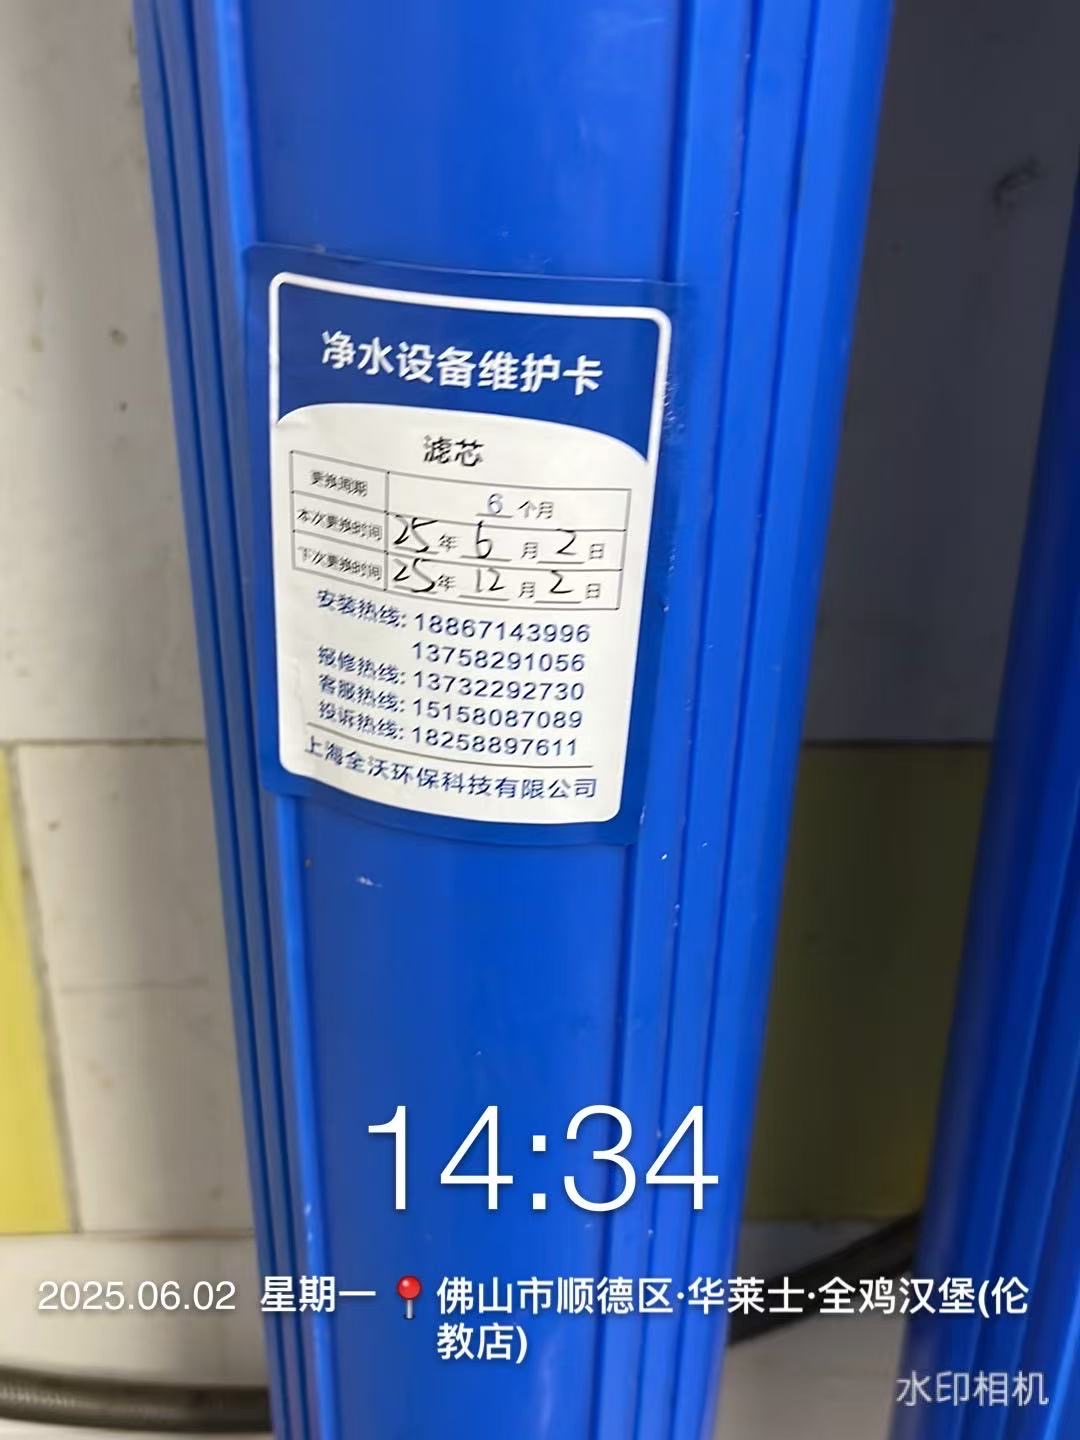 净水设备维护卡
滤芯
更换周期 6 个月
本次更换时间 25年 6 月 2 日
下次更换时间 25年 12 月 2 日
安装热线: 18867143996
13758291056
报修热线: 13732292730
客服热线: 15158087089
投诉热线: 18258897611
上海全沃环保科技有限公司
14:34
2025.06.02 星期一 佛山市顺德区·华莱士·全鸡汉堡(伦
教店)
水印相机